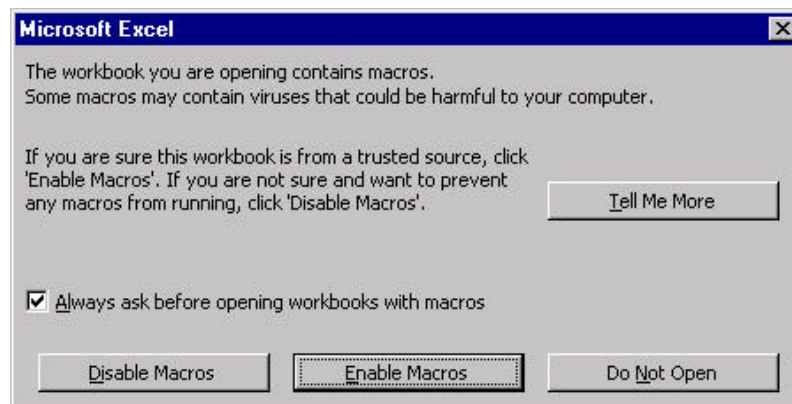 Microsoft Excel
The workbook you are opening contains macros.
Some macros may contain viruses that could be harmful to your computer.
If you are sure this workbook is from a trusted source, click
'Enable Macros'. If you are not sure and want to prevent
any macros from running, click 'Disable Macros'.
Tell Me More
Always ask before opening workbooks with macros
Disable Macros
Enable Macros
Do Not Open